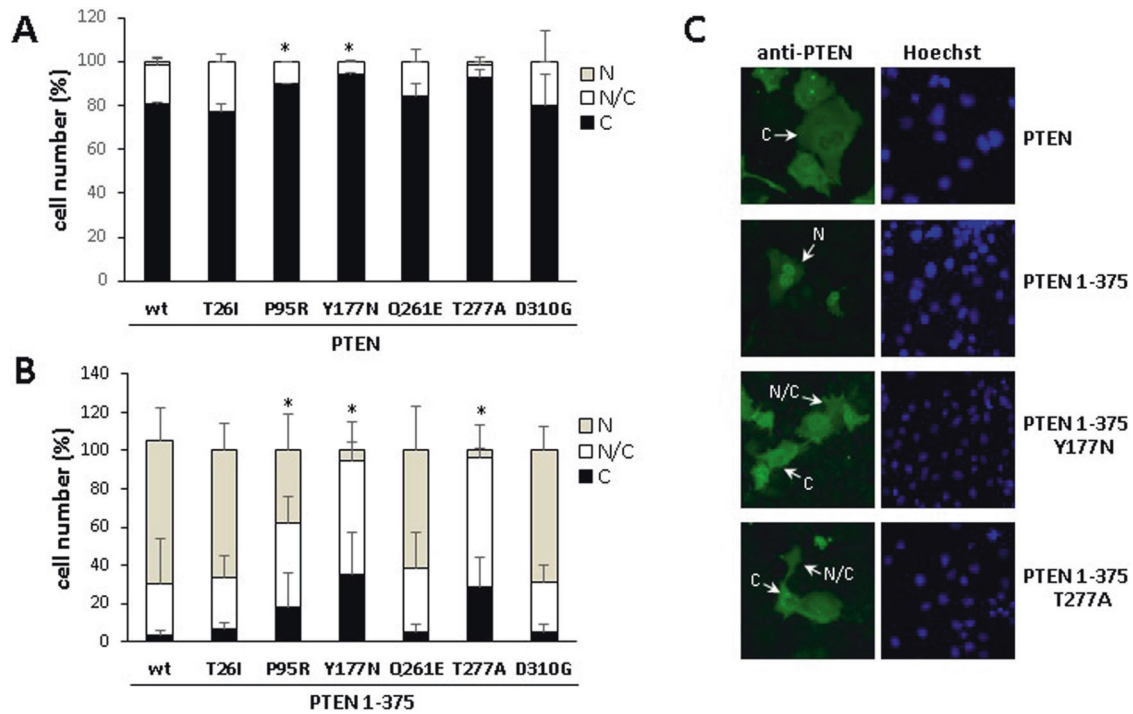 A
cell number (%)
120
100
80
60
40
20
0
* *
N
N/C
C
wt T26I P95R Y177N Q261E T277A D310G
PTEN
B
cell number (%)
140
120
100
80
60
40
20
0
* * *
N
N/C
C
wt T26I P95R Y177N Q261E T277A D310G
PTEN 1-375
C
anti-PTEN Hoechst
C
PTEN
N
PTEN 1-375
N/C
C
PTEN 1-375
Y177N
C
N/C
PTEN 1-375
T277A